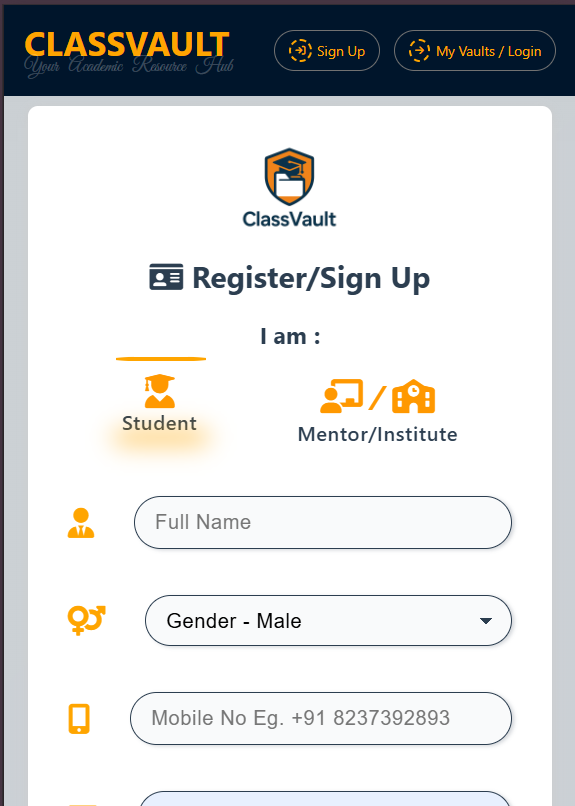 CLASSVAULT
Your Academic Resource Hub
Sign Up
My Vaults / Login
ClassVault
Register/Sign Up
I am :
Student
/
Mentor/Institute
Full Name
Gender - Male
Mobile No Eg. +91 8237392893